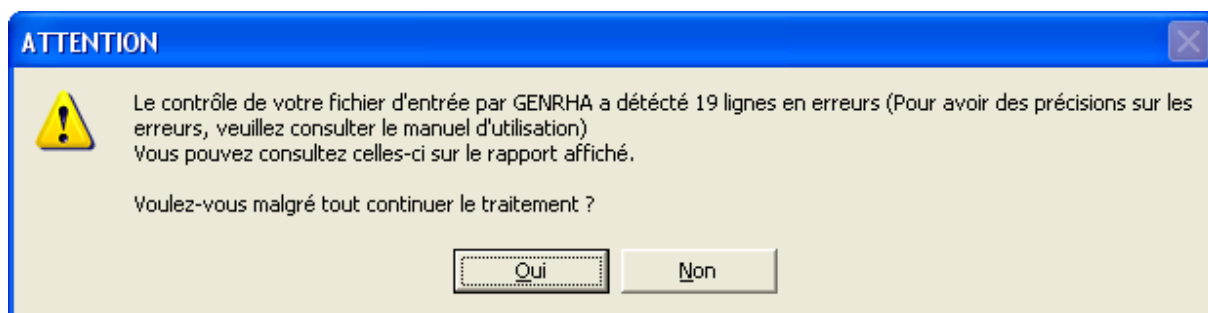 ATTENTION
Le contrôle de votre fichier d'entrée par GENRHA a détécté 19 lignes en erreurs (Pour avoir des précisions sur les
erreurs, veuillez consulter le manuel d'utilisation)
Vous pouvez consultez celles-ci sur le rapport affiché.
Voulez-vous malgré tout continuer le traitement ?
Oui
Non